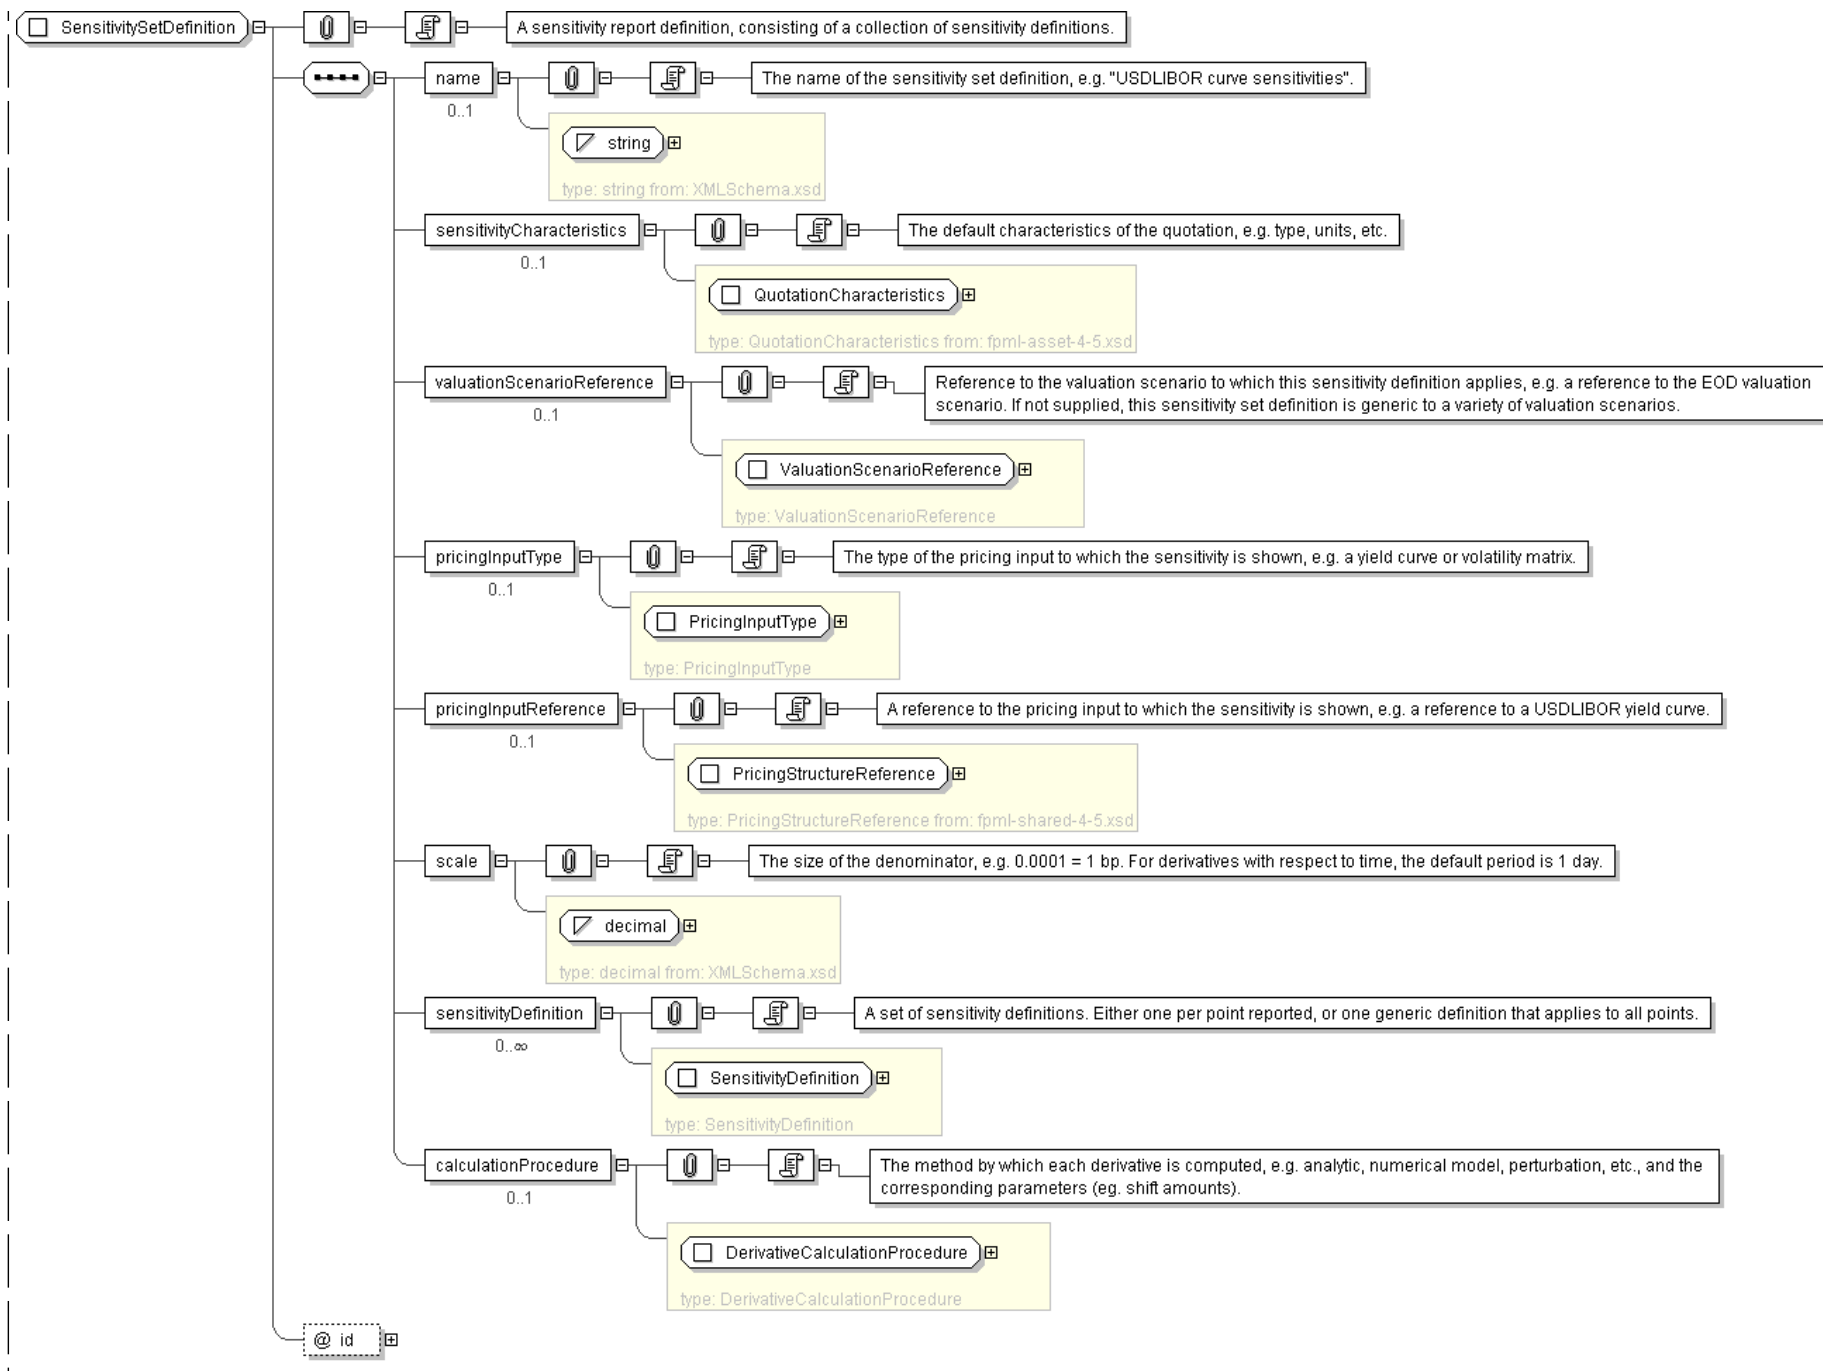 SensitivitySetDefinition
A sensitivity report definition, consisting of a collection of sensitivity definitions.
name
The name of the sensitivity set definition, e.g. "USDLIBOR curve sensitivities".
0..1
string
type: string from: XMLSchema.xsd
sensitivityCharacteristics
The default characteristics of the quotation, e.g. type, units, etc.
0..1
QuotationCharacteristics
type: QuotationCharacteristics from: fpml-asset-4-5.xsd
valuationScenarioReference
Reference to the valuation scenario to which this sensitivity definition applies, e.g. a reference to the EOD valuation
scenario. If not supplied, this sensitivity set definition is generic to a variety of valuation scenarios.
0..1
ValuationScenarioReference
type: ValuationScenarioReference
pricingInputType
The type of the pricing input to which the sensitivity is shown, e.g. a yield curve or volatility matrix.
0..1
PricingInputType
type: PricingInputType
pricingInputReference
A reference to the pricing input to which the sensitivity is shown, e.g. a reference to a USDLIBOR yield curve.
0..1
PricingStructureReference
type: PricingStructureReference from: fpml-shared-4-5.xsd
scale
The size of the denominator, e.g. 0.0001 = 1 bp. For derivatives with respect to time, the default period is 1 day.
decimal
type: decimal from: XMLSchema.xsd
sensitivityDefinition
A set of sensitivity definitions. Either one per point reported, or one generic definition that applies to all points.
0..∞
SensitivityDefinition
type: SensitivityDefinition
calculationProcedure
The method by which each derivative is computed, e.g. analytic, numerical model, perturbation, etc., and the
corresponding parameters (eg. shift amounts).
0..1
DerivativeCalculationProcedure
type: DerivativeCalculationProcedure
@ id